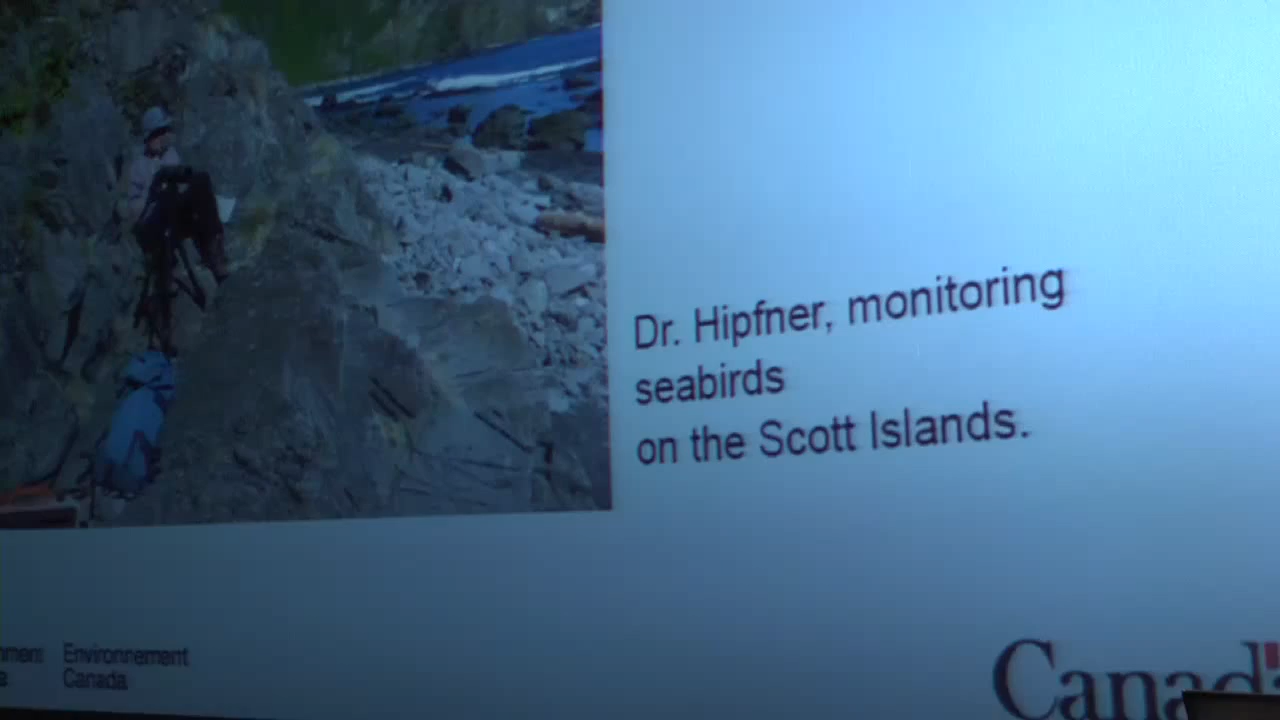 Dr. Hipfner, monitoring
seabirds
on the Scott Islands.
Environnement
Canada